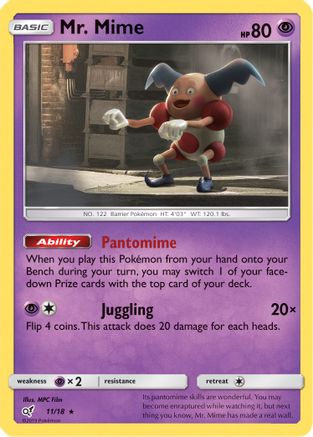 BASIC Mr. Mime HP80
NO. 122 Barrier Pokémon HT: 4'03" WT: 120.1 lbs.
Ability Pantomime
When you play this Pokémon from your hand onto your
Bench during your turn, you may switch 1 of your face-
down Prize cards with the top card of your deck.
Juggling 20×
Flip 4 coins. This attack does 20 damage for each heads.
weakness ×2 resistance retreat
Illus. MPC Film
11/18 ★
©2019 Pokémon
Its pantomime skills are wonderful. You may
become enraptured while watching it, but next
thing you know, Mr. Mime has made a real wall.